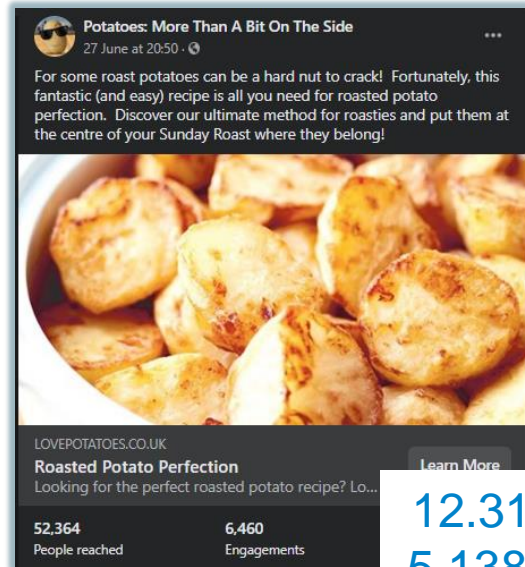 Potatoes: More Than A Bit On The Side
27 June at 20:50 ·
For some roast potatoes can be a hard nut to crack! Fortunately, this
fantastic (and easy) recipe is all you need for roasted potato
perfection. Discover our ultimate method for roasties and put them at
the centre of your Sunday Roast where they belong!
LOVEPOTATOES.CO.UK
Roasted Potato Perfection
Learn More
Looking for the perfect roasted potato recipe? Lo...
52,364
6,460
People reached
Engagements
12.31
5,138